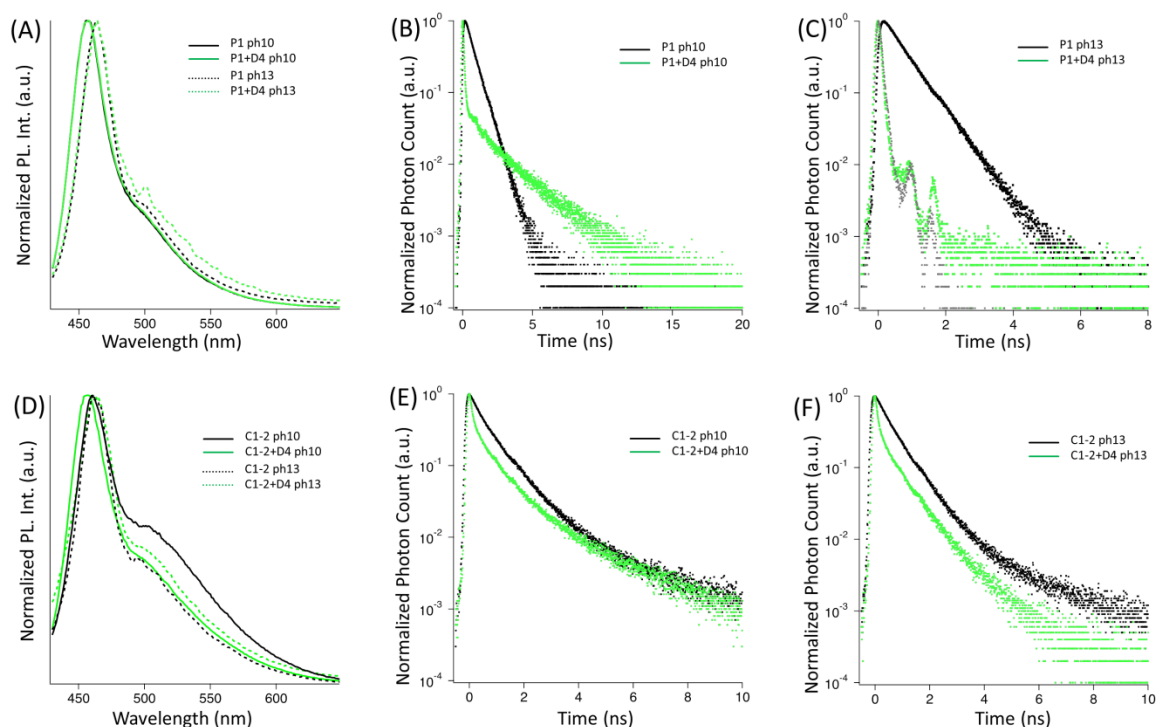 (A)
P1 ph10
P1+D4 ph10
P1 ph13
P1+D4 ph13
Normalized PL. Int. (a.u.)
450 500 550 600
Wavelength (nm)
(B)
P1 ph10
P1+D4 ph10
Normalized Photon Count (a.u.)
10^0
10^-1
10^-2
10^-3
10^-4
0 5 10 15 20
Time (ns)
(C)
P1 ph13
P1+D4 ph13
Normalized Photon Count (a.u.)
10^0
10^-1
10^-2
10^-3
10^-4
0 2 4 6 8
Time (ns)
(D)
C1-2 ph10
C1-2+D4 ph10
C1-2 ph13
C1-2+D4 ph13
Normalized PL. Int. (a.u.)
450 500 550 600
Wavelength (nm)
(E)
C1-2 ph10
C1-2+D4 ph10
Normalized Photon Count (a.u.)
10^0
10^-1
10^-2
10^-3
10^-4
0 2 4 6 8 10
Time (ns)
(F)
C1-2 ph13
C1-2+D4 ph13
Normalized Photon Count (a.u.)
10^0
10^-1
10^-2
10^-3
10^-4
0 2 4 6 8 10
Time (ns)